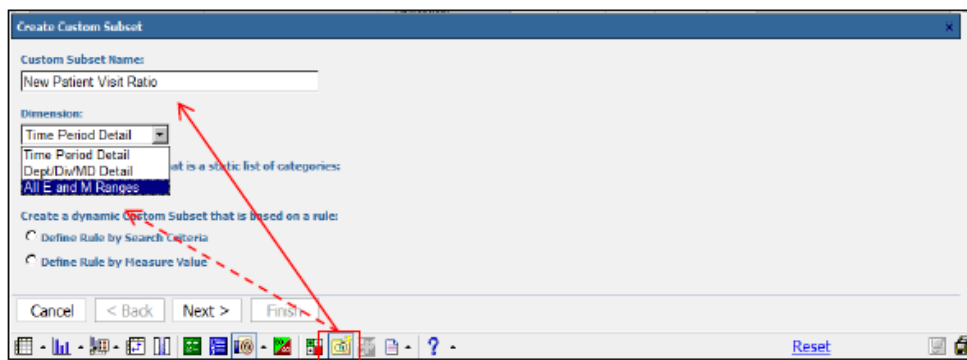 Create Custom Subset
Custom Subset Name:
New Patient Visit Ratio
Dimension:
Time Period Detail
Time Period Detail
Dept/Div/MD Detail
All E and M Ranges
at is a static list of categories:
Create a dynamic Custom Subset that is based on a rule:
Define Rule by Search Criteria
Define Rule by Measure Value
Cancel < Back Next > Finish
? Reset